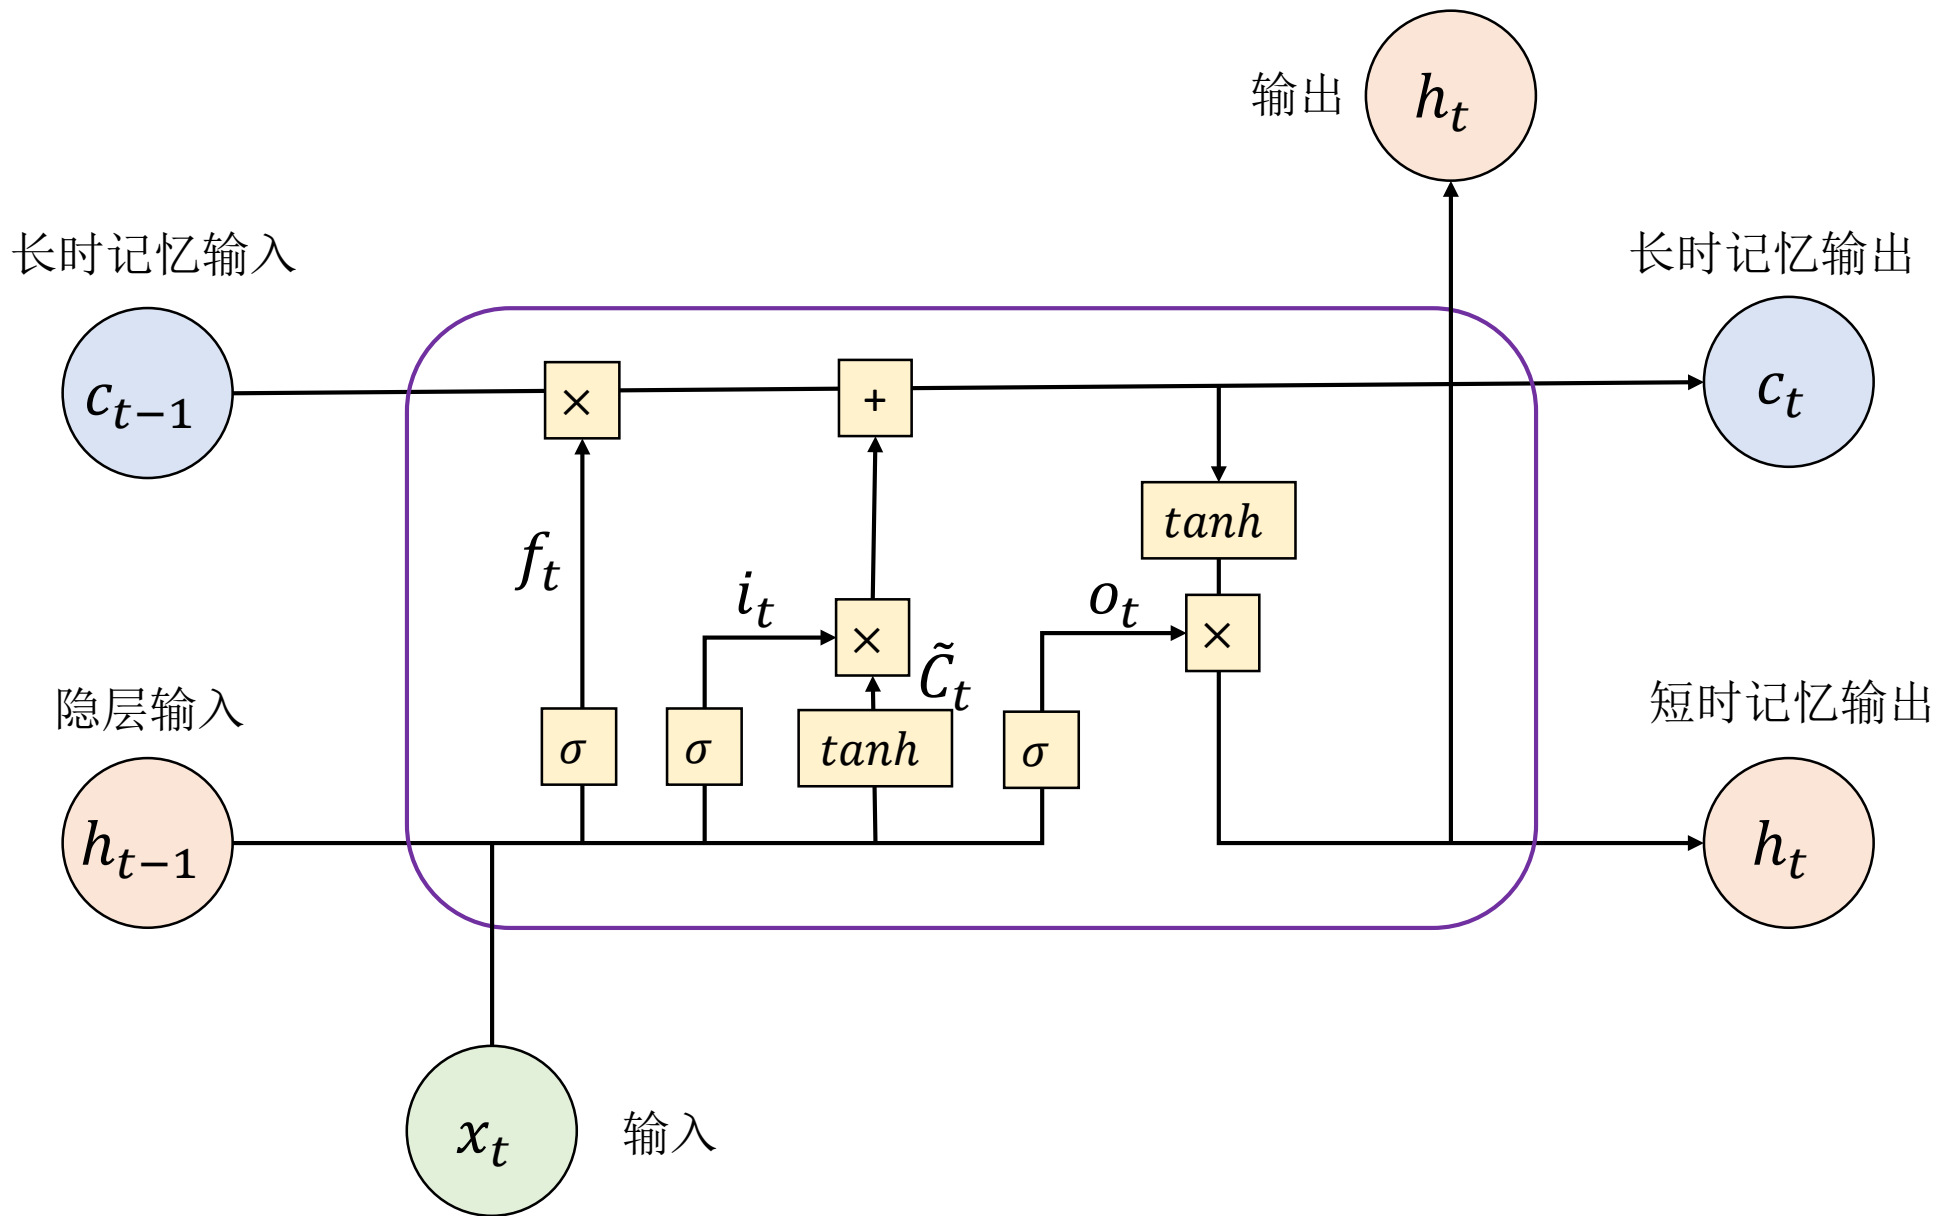 输出
h_t
长时记忆输入
长时记忆输出
c_{t-1}
×
+
c_t
tanh
f_t
i_t
o_t
×
×
C̃_t
隐层输入
短时记忆输出
σ
σ
tanh
σ
h_{t-1}
h_t
x_t
输入